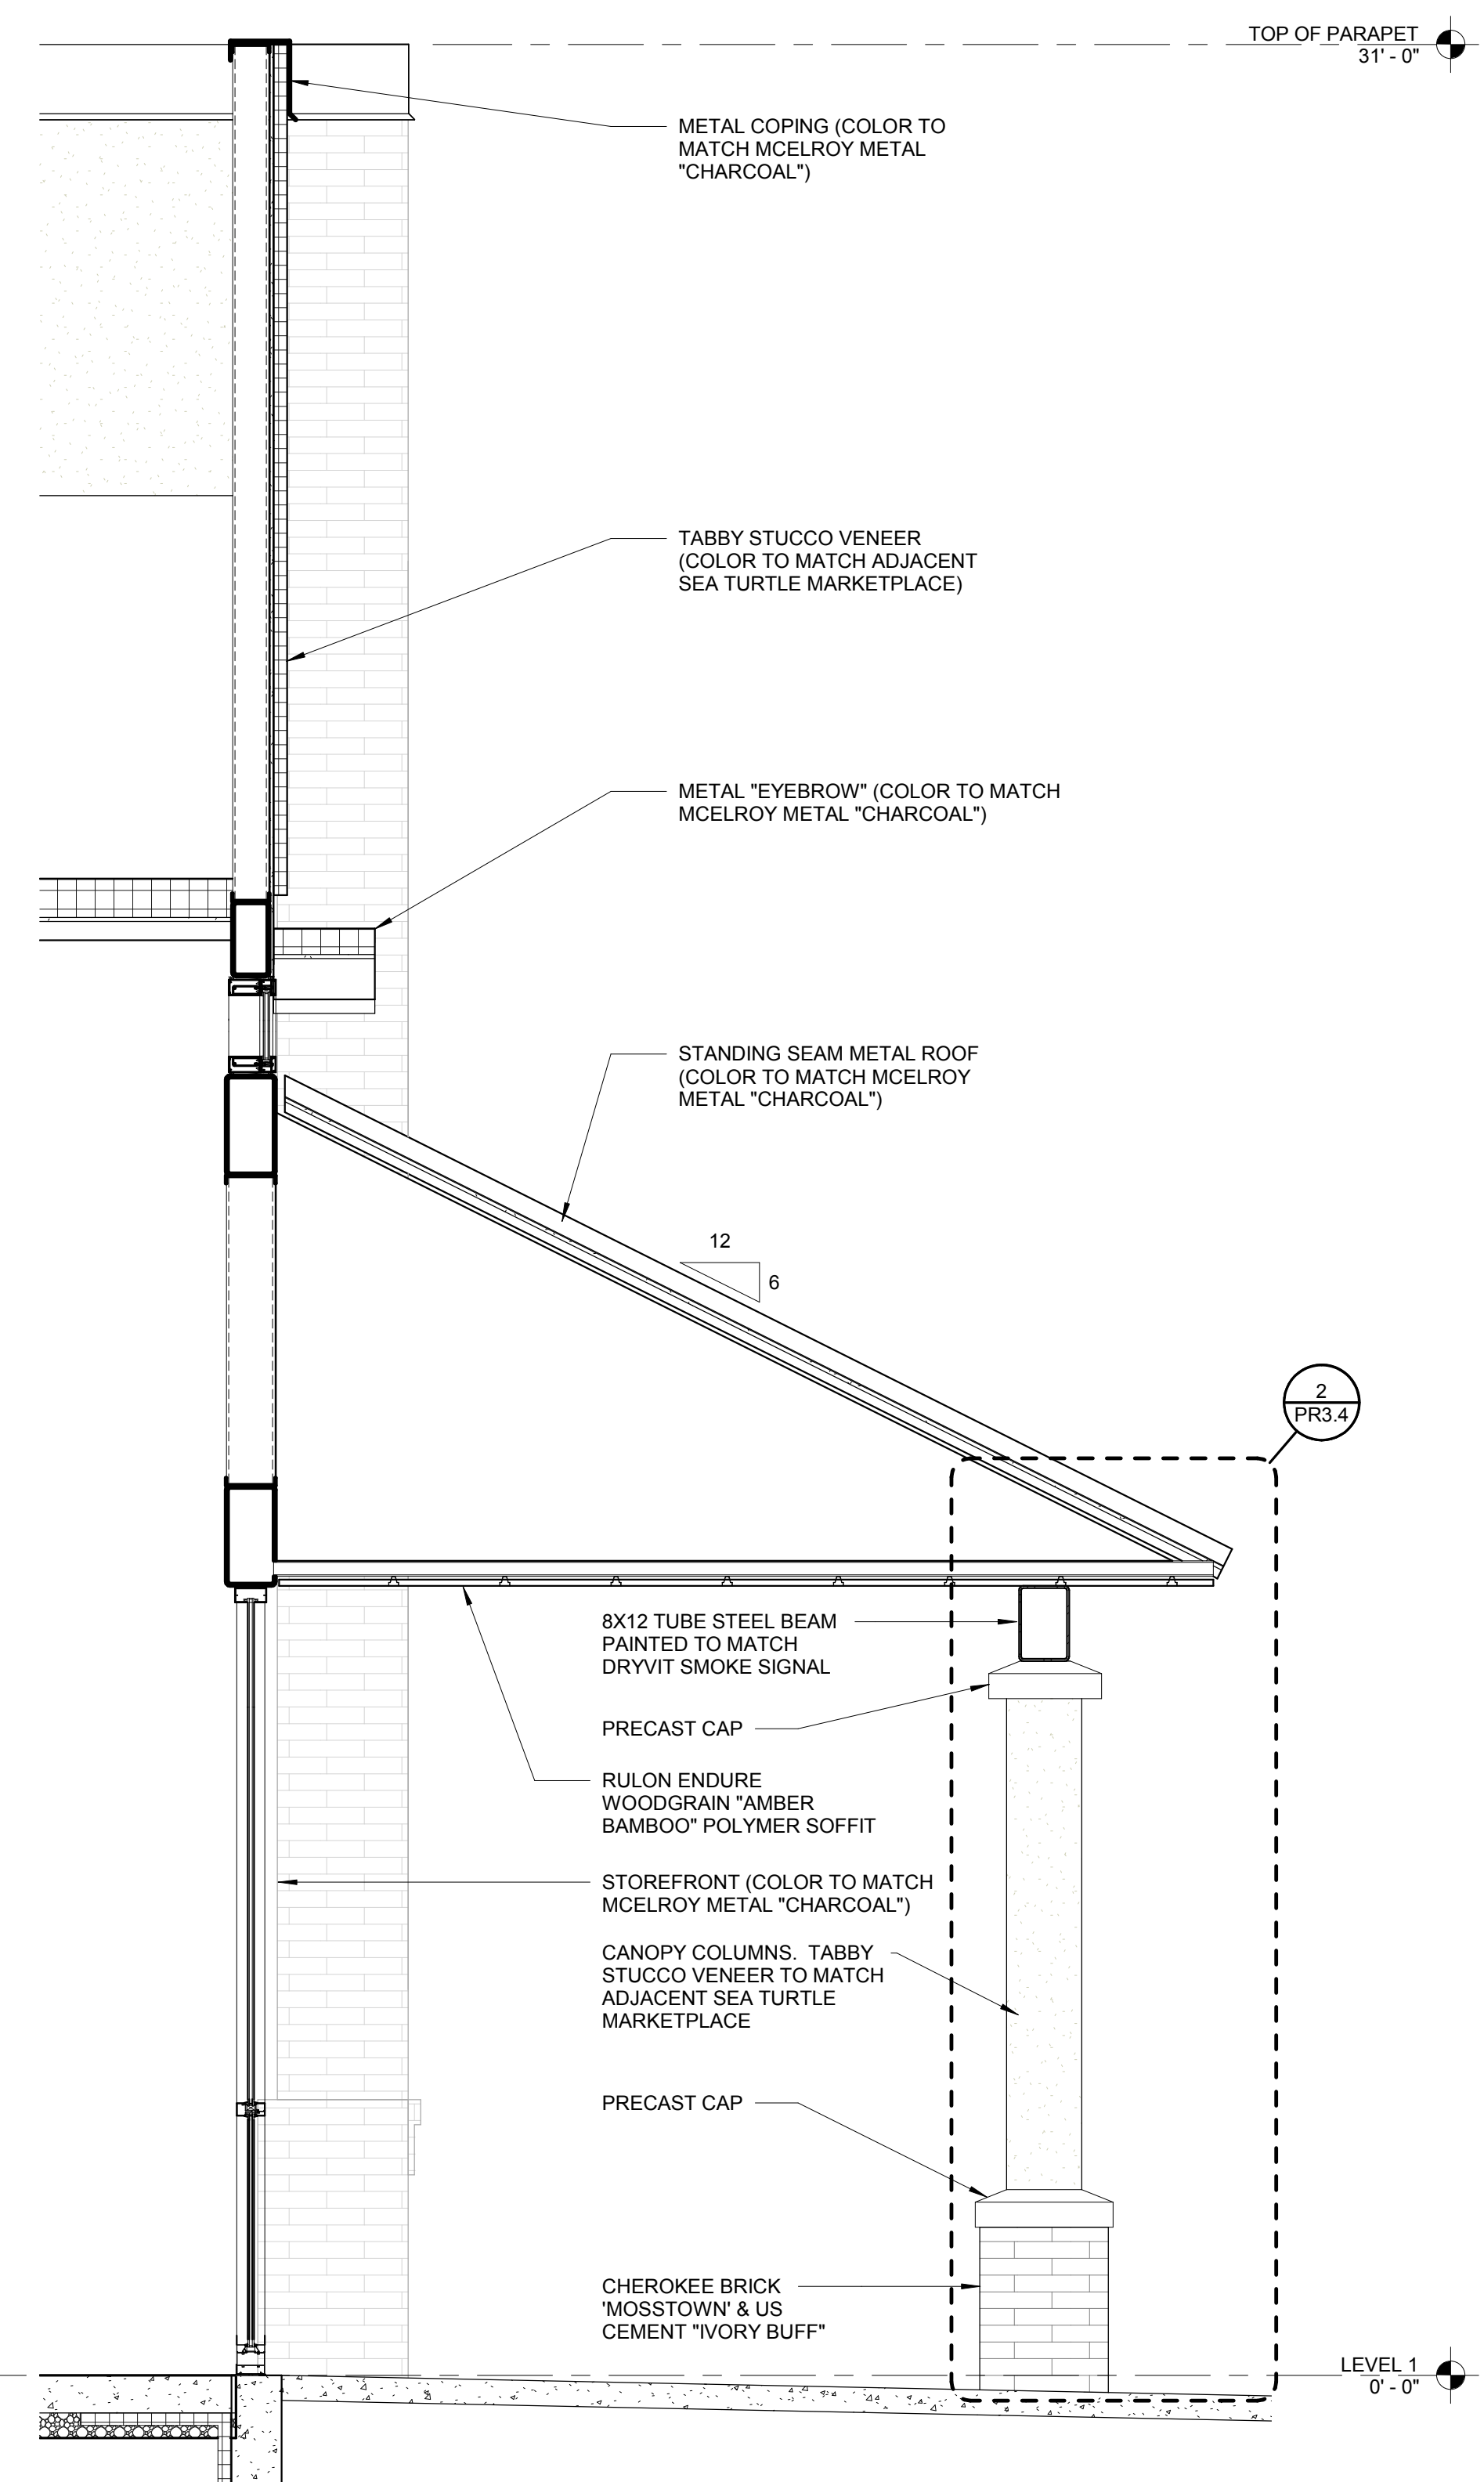 TOP OF PARAPET
31' - 0"
METAL COPING (COLOR TO
MATCH MCELROY METAL
"CHARCOAL")
TABBY STUCCO VENEER
(COLOR TO MATCH ADJACENT
SEA TURTLE MARKETPLACE)
METAL "EYEBROW" (COLOR TO MATCH
MCELROY METAL "CHARCOAL")
STANDING SEAM METAL ROOF
(COLOR TO MATCH MCELROY
METAL "CHARCOAL")
12
6
2
PR3.4
8X12 TUBE STEEL BEAM
PAINTED TO MATCH
DRYVIT SMOKE SIGNAL
PRECAST CAP
RULON ENDURE
WOODGRAIN "AMBER
BAMBOO" POLYMER SOFFIT
STOREFRONT (COLOR TO MATCH
MCELROY METAL "CHARCOAL")
CANOPY COLUMNS.  TABBY
STUCCO VENEER TO MATCH
ADJACENT SEA TURTLE
MARKETPLACE
PRECAST CAP
CHEROKEE BRICK
'MOSSTOWN' & US
CEMENT "IVORY BUFF"
LEVEL 1
0' - 0"